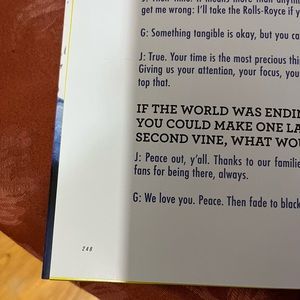 get me wrong: I'll take the Rolls-Royce if y
G: Something tangible is okay, but you ca
J: True. Your time is the most precious thin
Giving us your attention, your focus, you
top that.
IF THE WORLD WAS ENDIN
YOU COULD MAKE ONE LA
SECOND VINE, WHAT WOU
J: Peace out, y'all. Thanks to our familie
fans for being there, always.
G: We love you. Peace. Then fade to black
248